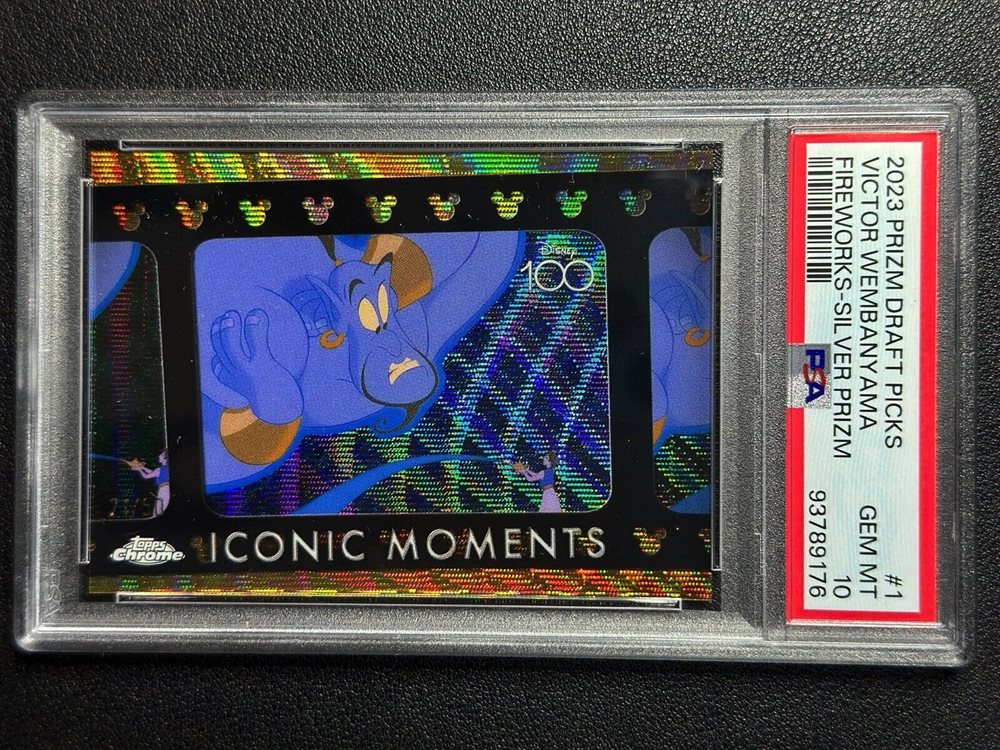 DISNEY
100
topps
Chrome
ICONIC MOMENTS
2023 PRIZM DRAFT PICKS #1
VICTOR WEMBANYAMA GEM MT
FIREWORKS-SILVER PRIZM 10
PSA
93789176